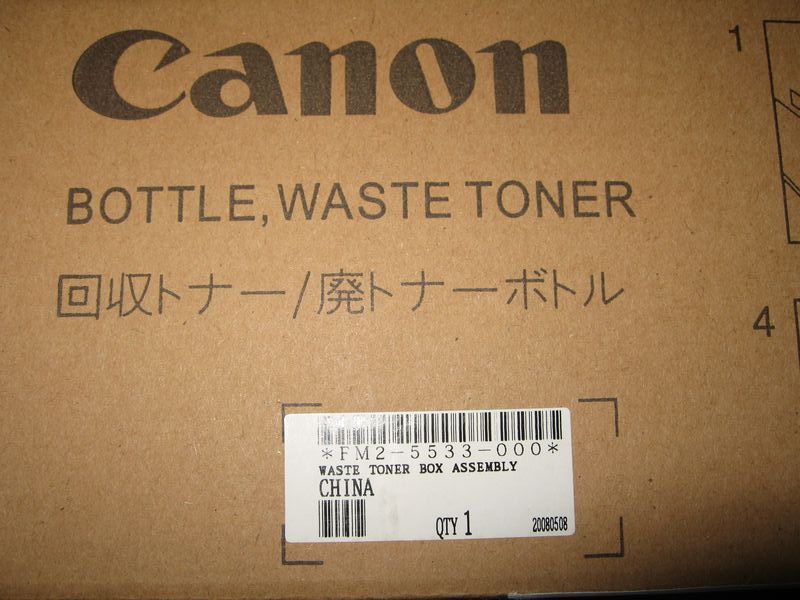 Canon
BOTTLE, WASTE TONER
回収トナー/廃トナーボトル
1
4
*FM2-5533-000*
WASTE TONER BOX ASSEMBLY
CHINA
QTY 1
20080508